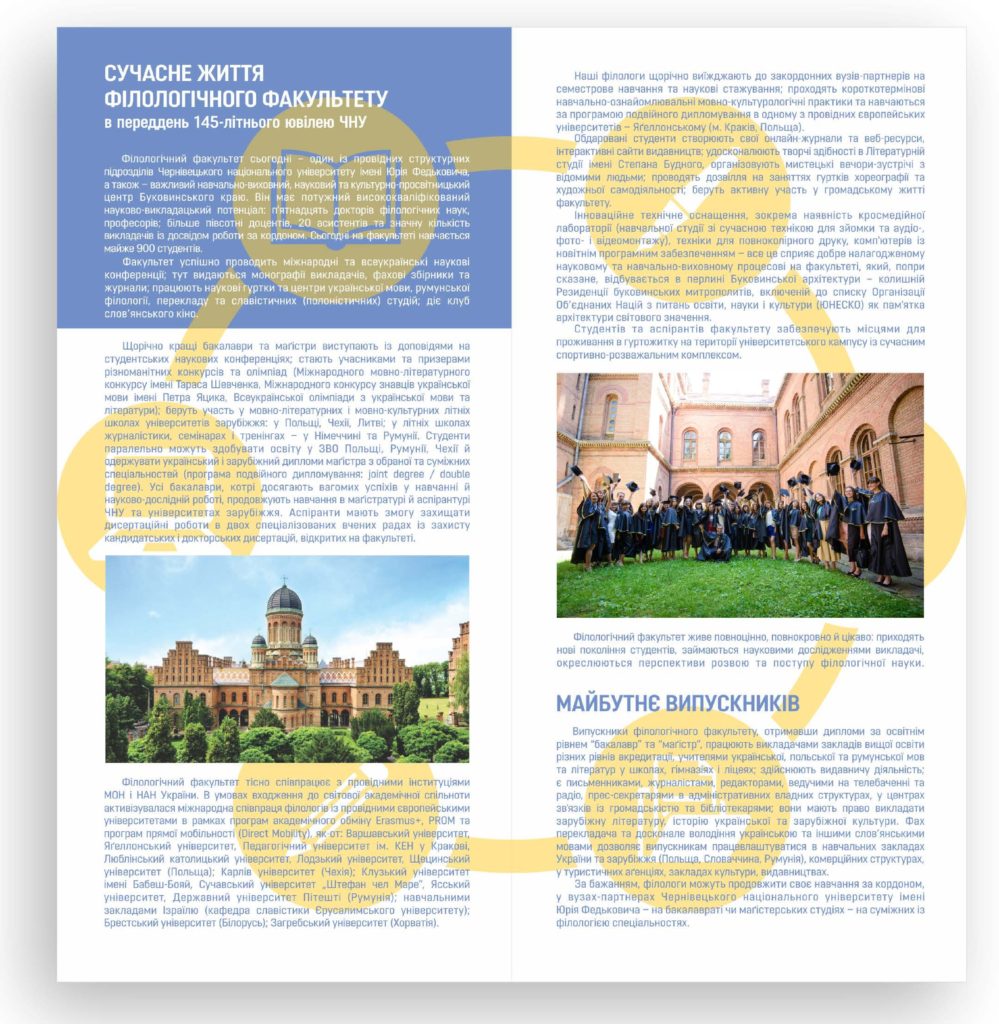 СУЧАСНЕ ЖИТТЯ
ФІЛОЛОГІЧНОГО ФАКУЛЬТЕТУ
в переддень 145-літнього ювілею ЧНУ
Філологічний факультет сьогодні – один із провідних структурних
підрозділів Чернівецького національного університету імені Юрія Федьковича,
а також – важливий навчально-виховний, науковий та культурно-просвітницький
центр Буковинського краю. Він має потужний висококваліфікований
науково-викладацький потенціал: п'ятнадцять докторів філологічних наук,
професорів; більше півсотні доцентів, 20 асистентів та значну кількість
викладачів із досвідом роботи за кордоном. Сьогодні на факультеті навчається
майже 900 студентів.
Факультет успішно проводить міжнародні та всеукраїнські наукові
конференції; тут видаються монографії викладачів, фахові збірники та
журнали; працюють наукові гуртки та центри української мови, румунської
філології, перекладу та славістичних (полоністичних) студій; діє клуб
слов'янського кіно.
Щорічно кращі бакалаври та маґістри виступають із доповідями на
студентських наукових конференціях; стають учасниками та призерами
різноманітних конкурсів та олімпіад (Міжнародного мовно-літературного
конкурсу імені Тараса Шевченка, Міжнародного конкурсу знавців української
мови імені Петра Яцика, Всеукраїнської олімпіади з української мови та
літератури); беруть участь у мовно-літературних і мовно-культурних літніх
школах університетів зарубіжжя: у Польщі, Чехії, Литві; у літніх школах
журналістики, семінарах і тренінгах – у Німеччині та Румунії. Студенти
паралельно можуть здобувати освіту у ЗВО Польщі, Румунії, Чехії й
одержувати український і зарубіжний дипломи маґістра з обраної та суміжних
спеціальностей (програма подвійного дипломування: joint degree / double
degree). Усі бакалаври, котрі досягають вагомих успіхів у навчанні й
науково-дослідній роботі, продовжують навчання в маґістратурі й аспірантурі
ЧНУ та університетах зарубіжжя. Аспіранти мають змогу захищати
дисертаційні роботи в двох спеціалізованих вчених радах із захисту
кандидатських і докторських дисертацій, відкритих на факультеті.
Філологічний факультет тісно співпрацює з провідними інституціями
МОН і НАН України. В умовах входження до світової академічної спільноти
активізувалася міжнародна співпраця філологів із провідними європейськими
університетами в рамках програм академічного обміну Erasmus+, PROM та
програм прямої мобільності (Direct Mobility), як от: Варшавський університет,
Яґеллонський університет, Педагогічний університет ім. КЕН у Кракові,
Люблінський католицький університет, Лодзький університет, Щецинський
університет (Польща); Карлів університет (Чехія); Клузький університет
імені Бабеш-Бояй, Сучавський університет „Штефан чел Маре", Ясський
університет, Державний університет Пітешті (Румунія); навчальними
закладами Ізраїлю (кафедра славістики Єрусалимського університету);
Брестський університет (Білорусь); Загребський університет (Хорватія).
Наші філологи щорічно виїжджають до закордонних вузів-партнерів на
семестрове навчання та наукові стажування; проходять короткотермінові
навчально-ознайомлювальні мовно-культурологічні практики та навчаються
за програмою подвійного дипломування в одному з провідних європейських
університетів – Яґеллонському (м. Краків, Польща).
Обдаровані студенти створюють свої онлайн-журнали та веб-ресурси,
інтерактивні сайти видавництв; удосконалюють творчі здібності в Літературній
студії імені Степана Будного, організовують мистецькі вечори-зустрічі з
відомими людьми; проводять дозвілля на заняттях гуртків хореографії та
художньої самодіяльності; беруть активну участь у громадському житті
факультету.
Інноваційне технічне оснащення, зокрема наявність кросмедійної
лабораторії (навчальної студії зі сучасною технікою для зйомки та аудіо-,
фото- і відеомонтажу), техніки для повноколірного друку, комп'ютерів із
новітнім програмним забезпеченням – все це сприяє добре налагодженому
науковому та навчально-виховному процесові на факультеті, який, попри
сказане, відбувається в перлині Буковинської архітектури – колишній
Резиденції буковинських митрополитів, включеній до списку Організації
Об'єднаних Націй з питань освіти, науки і культури (ЮНЕСКО) як пам'ятка
архітектури світового значення.
Студентів та аспірантів факультету забезпечують місцями для
проживання в гуртожитку на території університетського кампусу із сучасним
спортивно-розважальним комплексом.
Філологічний факультет живе повноцінно, повнокровно й цікаво: приходять
нові покоління студентів, займаються науковими дослідженнями викладачі,
окреслюються перспективи розвою та поступу філологічної науки.
МАЙБУТНЄ ВИПУСКНИКІВ
Випускники філологічного факультету, отримавши дипломи за освітнім
рівнем "бакалавр" та "маґістр", працюють викладачами закладів вищої освіти
різних рівнів акредитації, учителями української, польської та румунської мов
та літератур у школах, гімназіях і ліцеях; здійснюють видавничу діяльність;
є письменниками, журналістами, редакторами, ведучими на телебаченні та
радіо, прес-секретарями в адміністративних владних структурах, у центрах
зв'язків із громадськістю та бібліотекарями; вони мають право викладати
зарубіжну літературу, історію української та зарубіжної культури. Фах
перекладача та досконале володіння українською та іншими слов'янськими
мовами дозволяє випускникам працевлаштуватися в навчальних закладах
України та зарубіжжя (Польща, Словаччина, Румунія), комерційних структурах,
у туристичних аґенціях, закладах культури, видавництвах.
За бажанням, філологи можуть продовжити своє навчання за кордоном,
у вузах-партнерах Чернівецького національного університету імені
Юрія Федьковича – на бакалавраті чи маґістерських студіях – на суміжних із
філологією спеціальностях.